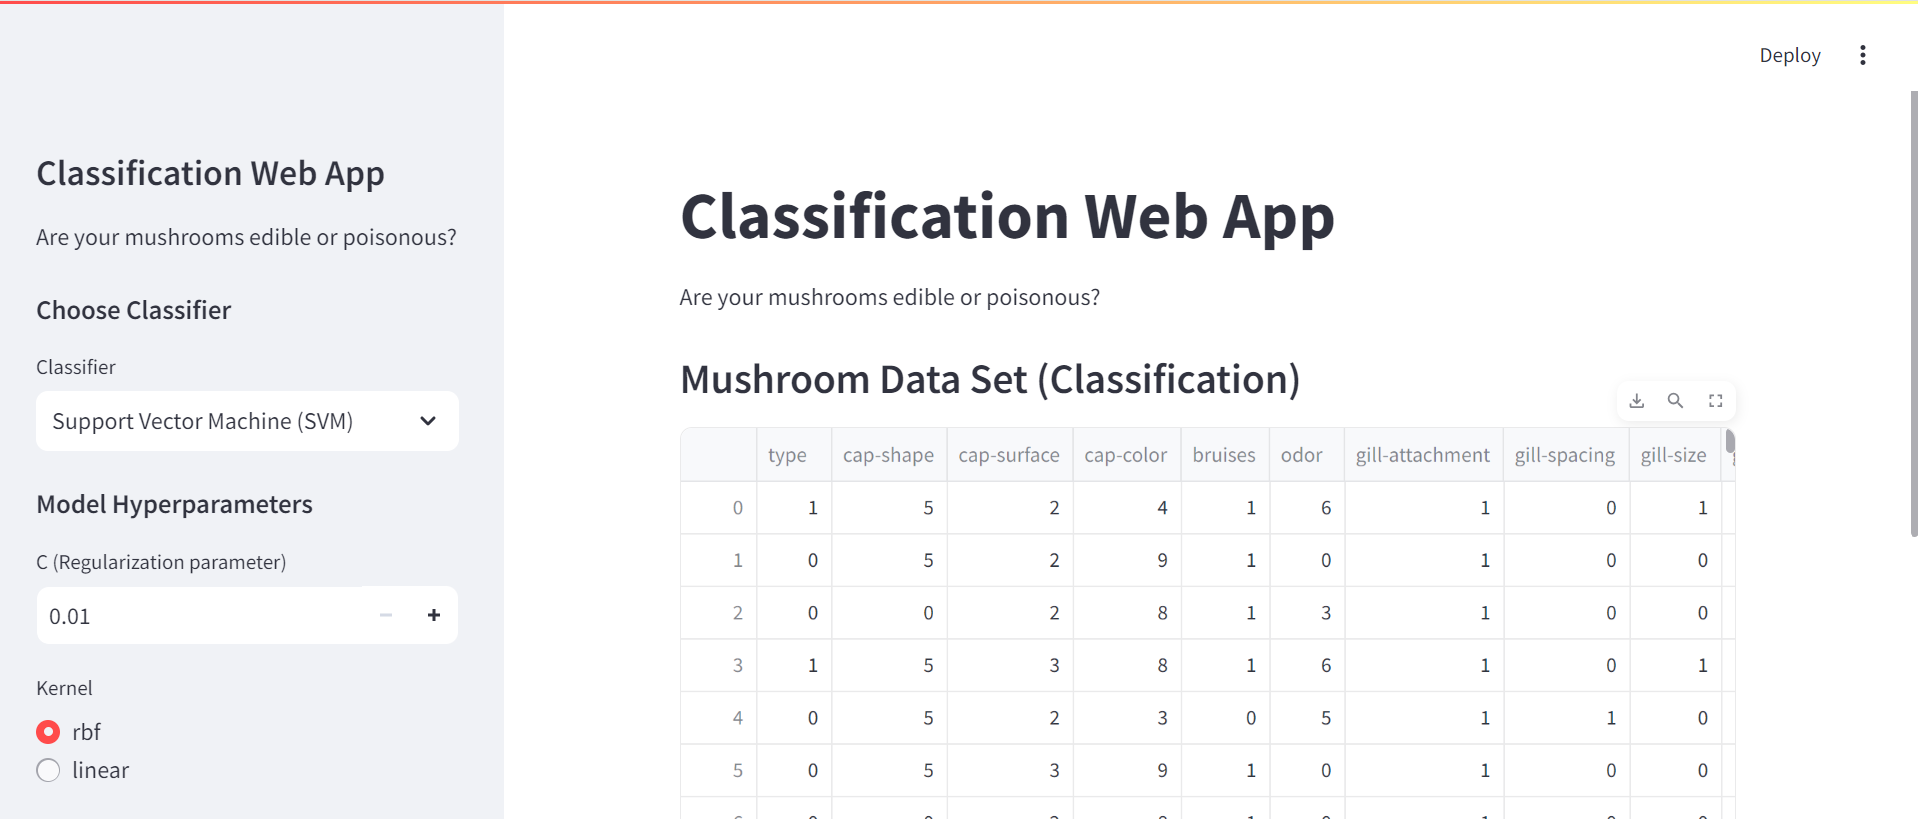 Deploy
Classification Web App
Are your mushrooms edible or poisonous?
Choose Classifier
Classifier
Support Vector Machine (SVM)
Model Hyperparameters
C (Regularization parameter)
0.01
Kernel
rbf
linear
Classification Web App
Are your mushrooms edible or poisonous?
Mushroom Data Set (Classification)
type cap-shape cap-surface cap-color bruises odor gill-attachment gill-spacing gill-size
0 1 5 2 4 1 6 1 0 1
1 0 5 2 9 1 0 1 0 0
2 0 0 2 8 1 3 1 0 0
3 1 5 3 8 1 6 1 0 1
4 0 5 2 3 0 5 1 1 0
5 0 5 3 9 1 0 1 0 0